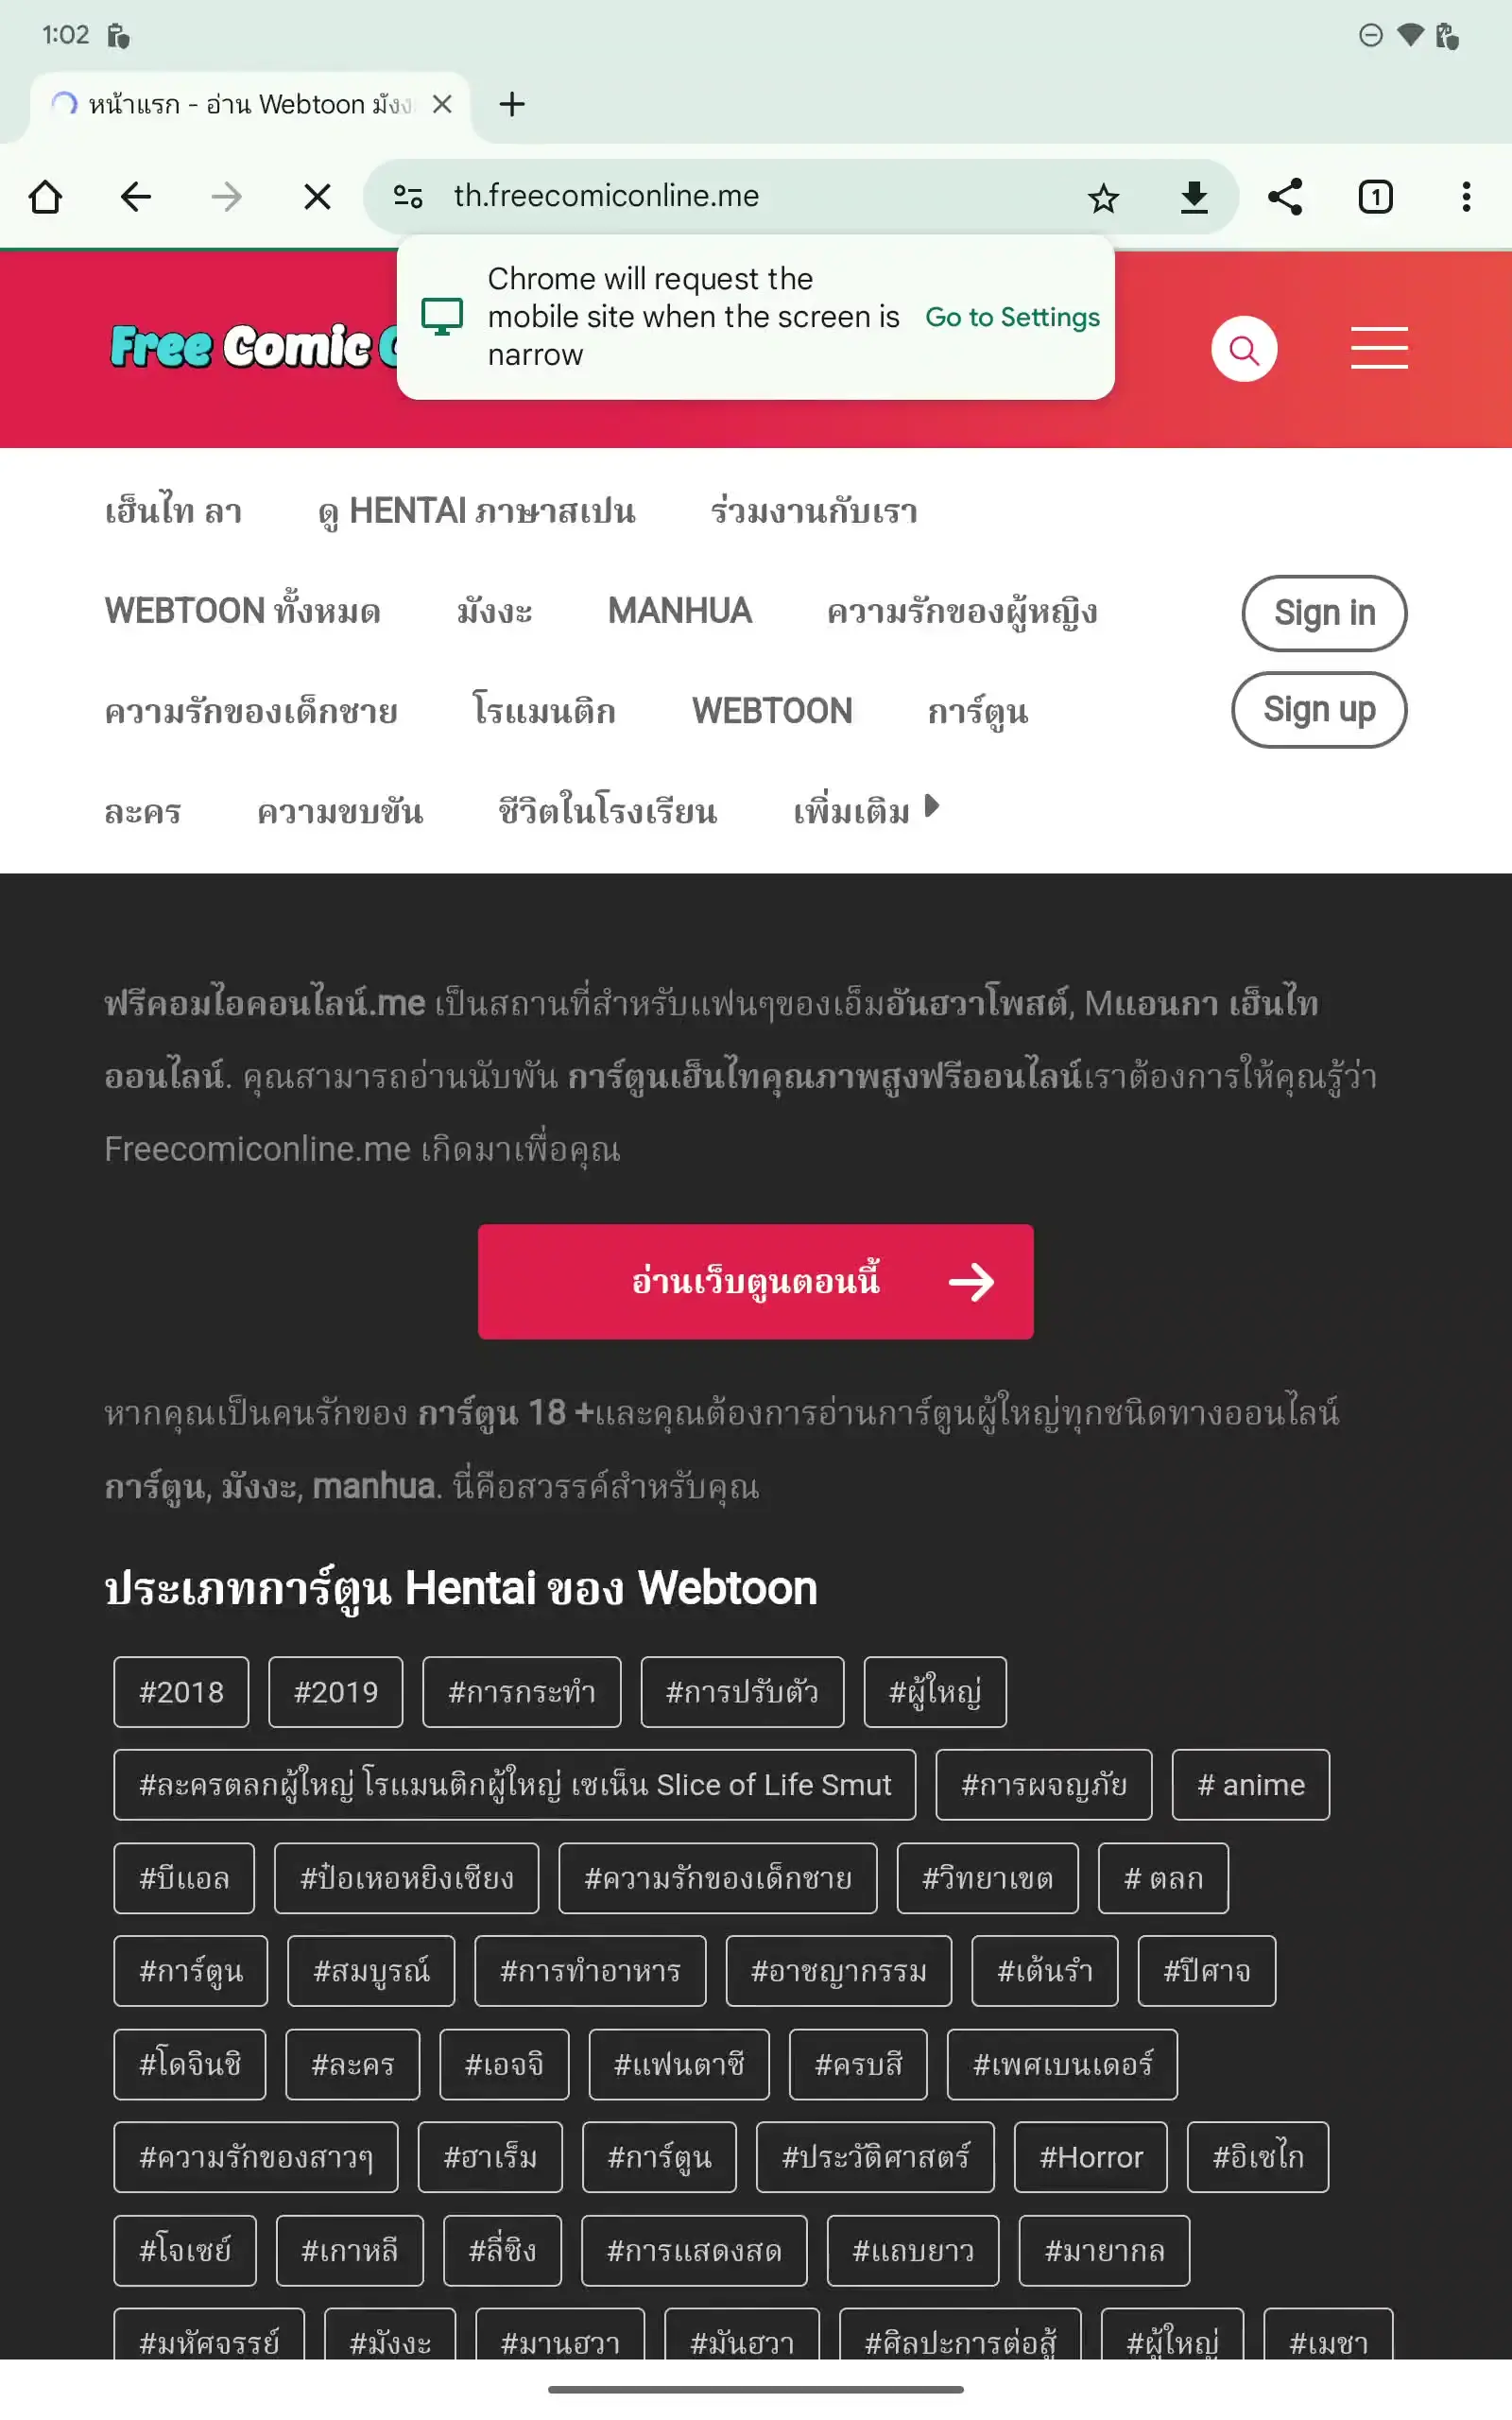 1:02
หน้าแรก - อ่าน Webtoon มังง
th.freecomiconline.me
1
Chrome will request the
mobile site when the screen is
narrow
Go to Settings
Free Comic
เฮ็นไท ลา ดู HENTAI ภาษาสเปน ร่วมงานกับเรา
WEBTOON ทั้งหมด มังงะ MANHUA ความรักของผู้หญิง
Sign in
ความรักของเด็กชาย โรแมนติก WEBTOON การ์ตูน
Sign up
ละคร ความขบขัน ชีวิตในโรงเรียน เพิ่มเติม
ฟรีคอมไอคอนไลน์.me เป็นสถานที่สำหรับแฟนๆของเอ็มอันฮวาโพสต์, Mแอนกา เฮ็นไท
ออนไลน์. คุณสามารถอ่านนับพัน การ์ตูนเฮ็นไทคุณภาพสูงฟรีออนไลน์เราต้องการให้คุณรู้ว่า
Freecomiconline.me เกิดมาเพื่อคุณ
อ่านเว็บตูนตอนนี้
หากคุณเป็นคนรักของ การ์ตูน 18 +และคุณต้องการอ่านการ์ตูนผู้ใหญ่ทุกชนิดทางออนไลน์
การ์ตูน, มังงะ, manhua. นี่คือสวรรค์สำหรับคุณ
ประเภทการ์ตูน Hentai ของ Webtoon
#2018 #2019 #การกระทำ #การปรับตัว #ผู้ใหญ่
#ละครตลกผู้ใหญ่ โรแมนติกผู้ใหญ่ เซเน็น Slice of Life Smut #การผจญภัย # anime
#บีแอล #ป๋อเหอหยิงเซียง #ความรักของเด็กชาย #วิทยาเขต # ตลก
#การ์ตูน #สมบูรณ์ #การทำอาหาร #อาชญากรรม #เต้นรำ #ปีศาจ
#โดจินชิ #ละคร #เอจจิ #แฟนตาซี #ครบสี #เพศเบนเดอร์
#ความรักของสาวๆ #ฮาเร็ม #การ์ตูน #ประวัติศาสตร์ #Horror #อิเซไก
#โจเซย์ #เกาหลี #ลี่ซิง #การแสดงสด #แถบยาว #มายากล
#มหัศจรรย์ #มังงะ #มานฮวา #มันฮวา #ศิลปะการต่อสู้ #ผู้ใหญ่ #เมชา